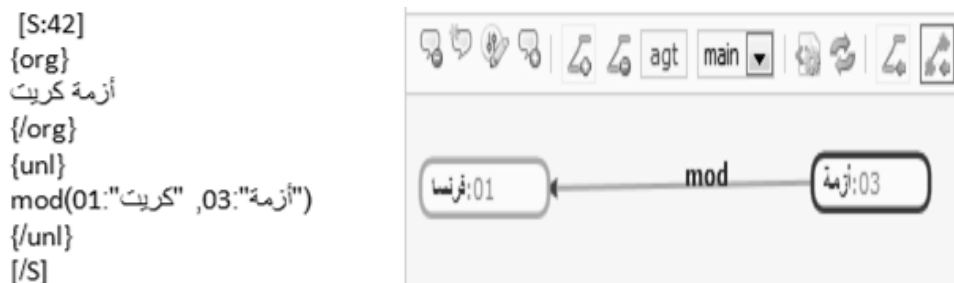 [S:42]
{org}
أزمة كريت
{/org}
{unl}
mod(01:"كريت" ,03:"أزمة")
{/unl}
[/S]
agt main
فرنسا:01 mod أزمة:03